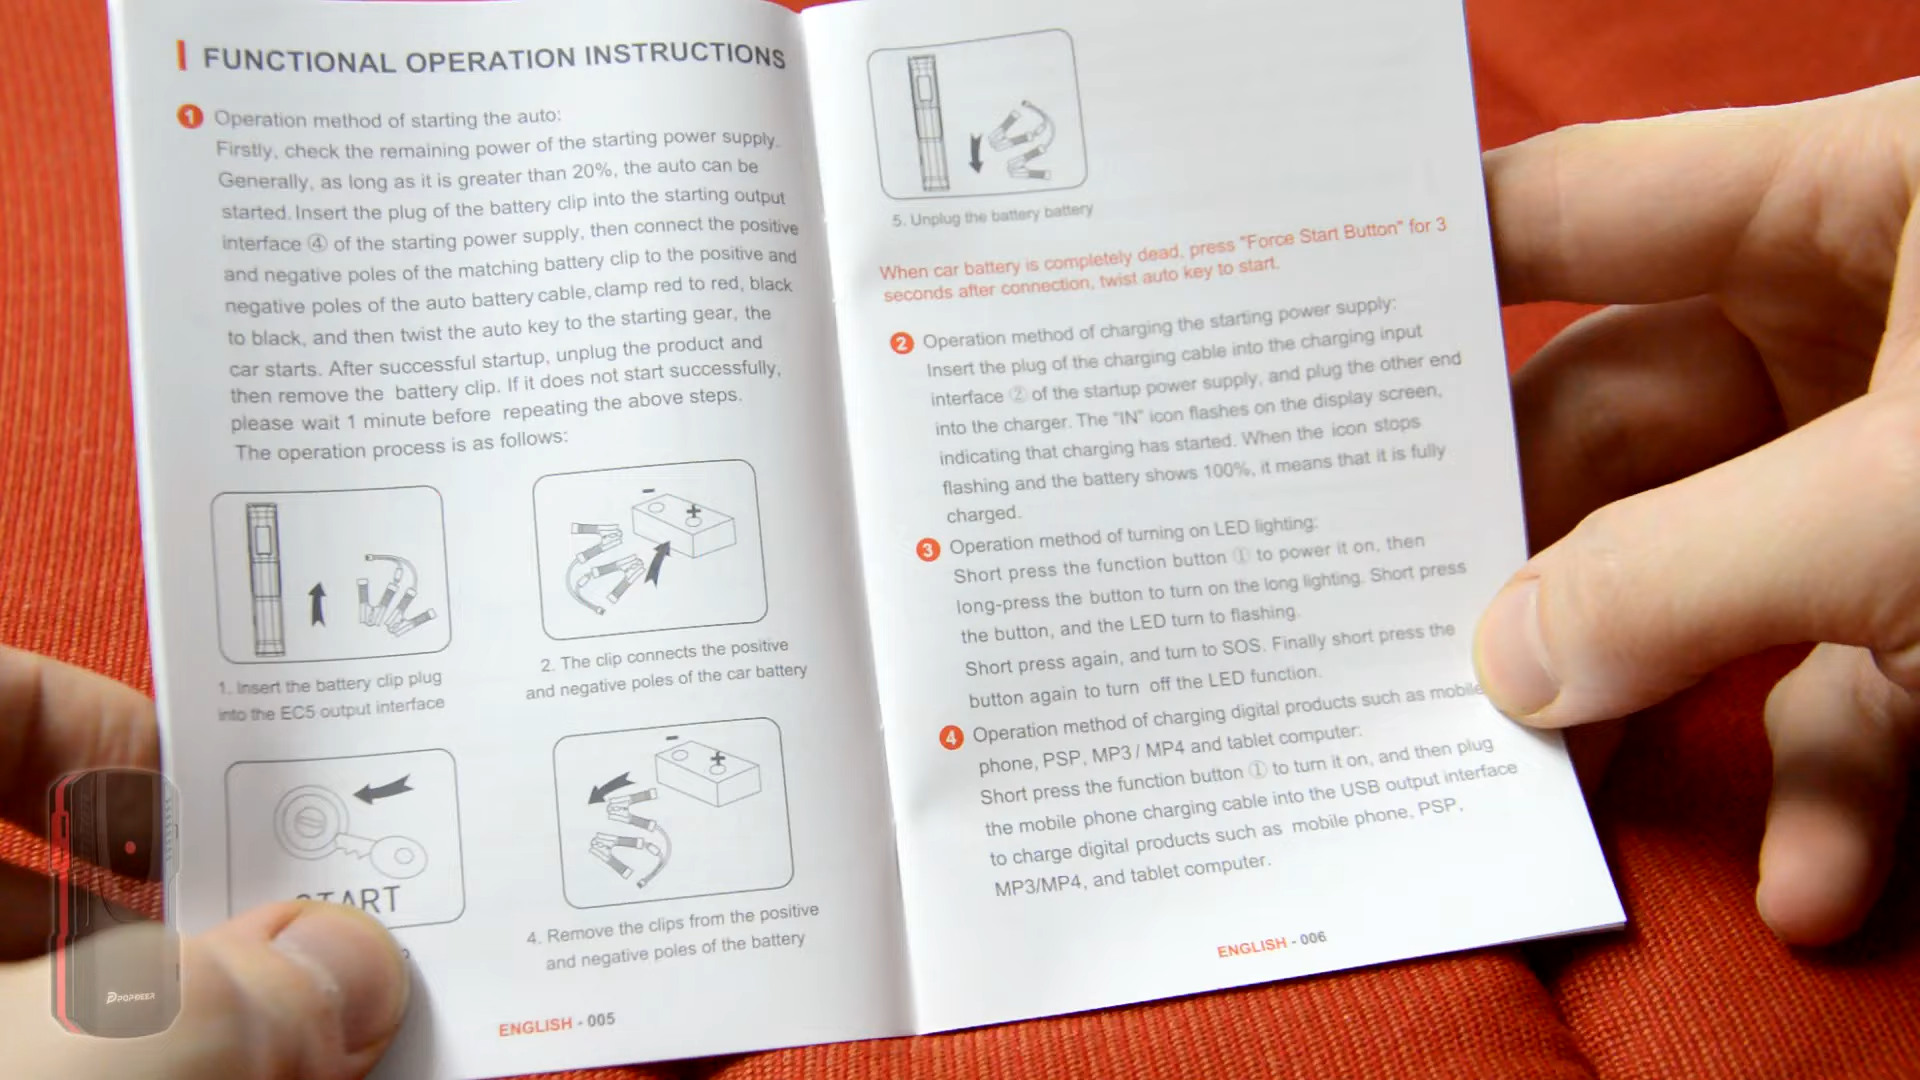 FUNCTIONAL OPERATION INSTRUCTIONS
1 Operation method of starting the auto:
Firstly, check the remaining power of the starting power supply.
Generally, as long as it is greater than 20%, the auto can be
started. Insert the plug of the battery clip into the starting output
interface ④ of the starting power supply, then connect the positive
and negative poles of the matching battery clip to the positive and
negative poles of the auto battery cable, clamp red to red, black
to black, and then twist the auto key to the starting gear, the
car starts. After successful startup, unplug the product and
then remove the battery clip. If it does not start successfully,
please wait 1 minute before repeating the above steps.
The operation process is as follows:
1. Insert the battery clip plug
into the EC5 output interface
- +
2. The clip connects the positive
and negative poles of the car battery
START
- +
4. Remove the clips from the positive
and negative poles of the battery
ENGLISH - 005
5. Unplug the battery battery
When car battery is completely dead, press "Force Start Button" for 3
seconds after connection, twist auto key to start.
2 Operation method of charging the starting power supply:
Insert the plug of the charging cable into the charging input
interface ② of the startup power supply, and plug the other end
into the charger. The "IN" icon flashes on the display screen,
indicating that charging has started. When the icon stops
flashing and the battery shows 100%, it means that it is fully
charged.
3 Operation method of turning on LED lighting:
Short press the function button ① to power it on, then
long-press the button to turn on the long lighting. Short press
the button, and the LED turn to flashing.
Short press again, and turn to SOS. Finally short press the
button again to turn off the LED function.
4 Operation method of charging digital products such as mobile
phone, PSP, MP3 / MP4 and tablet computer:
Short press the function button ① to turn it on, and then plug
the mobile phone charging cable into the USB output interface
to charge digital products such as mobile phone, PSP,
MP3/MP4, and tablet computer.
ENGLISH - 006
POPDEER